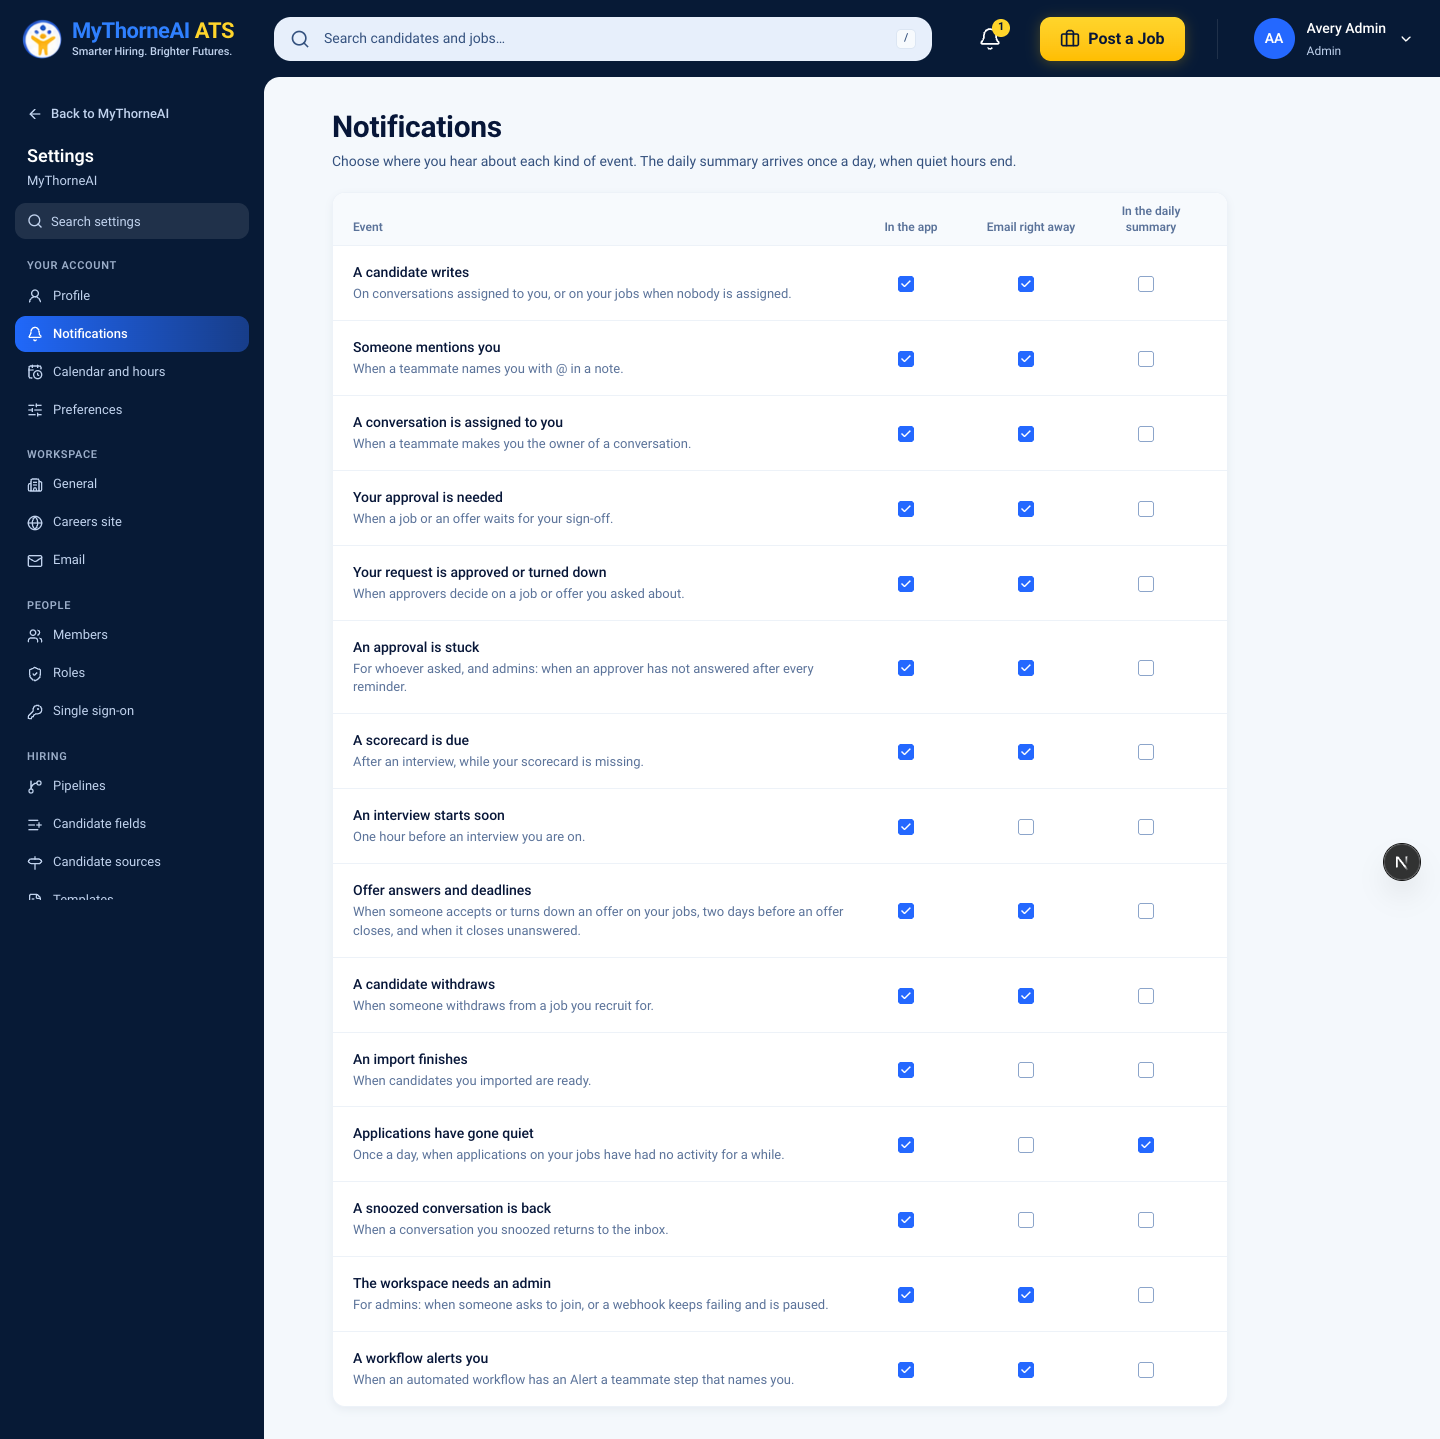 MyThorneAI ATS
Smarter Hiring. Brighter Futures.
Search candidates and jobs...
/
1
Post a Job
AA
Avery Admin
Admin
Back to MyThorneAI
Settings
MyThorneAI
Search settings
YOUR ACCOUNT
Profile
Notifications
Calendar and hours
Preferences
WORKSPACE
General
Careers site
Email
PEOPLE
Members
Roles
Single sign-on
HIRING
Pipelines
Candidate fields
Candidate sources
Templates
Notifications
Choose where you hear about each kind of event. The daily summary arrives once a day, when quiet hours end.
Event
In the app
Email right away
In the daily
summary
A candidate writes
On conversations assigned to you, or on your jobs when nobody is assigned.
Someone mentions you
When a teammate names you with @ in a note.
A conversation is assigned to you
When a teammate makes you the owner of a conversation.
Your approval is needed
When a job or an offer waits for your sign-off.
Your request is approved or turned down
When approvers decide on a job or offer you asked about.
An approval is stuck
For whoever asked, and admins: when an approver has not answered after every
reminder.
A scorecard is due
After an interview, while your scorecard is missing.
An interview starts soon
One hour before an interview you are on.
Offer answers and deadlines
When someone accepts or turns down an offer on your jobs, two days before an offer
closes, and when it closes unanswered.
A candidate withdraws
When someone withdraws from a job you recruit for.
An import finishes
When candidates you imported are ready.
Applications have gone quiet
Once a day, when applications on your jobs have had no activity for a while.
A snoozed conversation is back
When a conversation you snoozed returns to the inbox.
The workspace needs an admin
For admins: when someone asks to join, or a webhook keeps failing and is paused.
A workflow alerts you
When an automated workflow has an Alert a teammate step that names you.
N